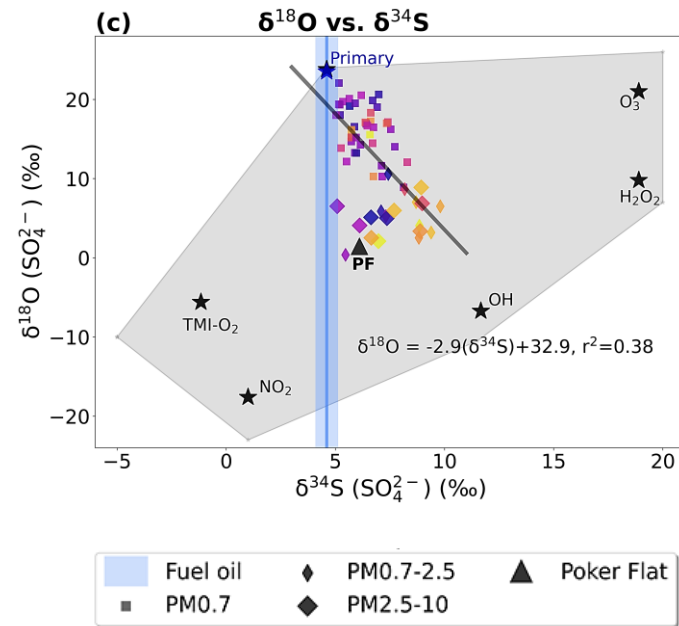 (c) δ¹⁸O vs. δ³⁴S
Primary
O₃
H₂O₂
PF
OH
TMI-O₂
δ¹⁸O = -2.9(δ³⁴S)+32.9, r²=0.38
NO₂
20
10
0
−10
−20
δ¹⁸O (SO₄²⁻) (‰)
−5 0 5 10 15 20
δ³⁴S (SO₄²⁻) (‰)
Fuel oil PM0.7-2.5 Poker Flat
PM0.7 PM2.5-10